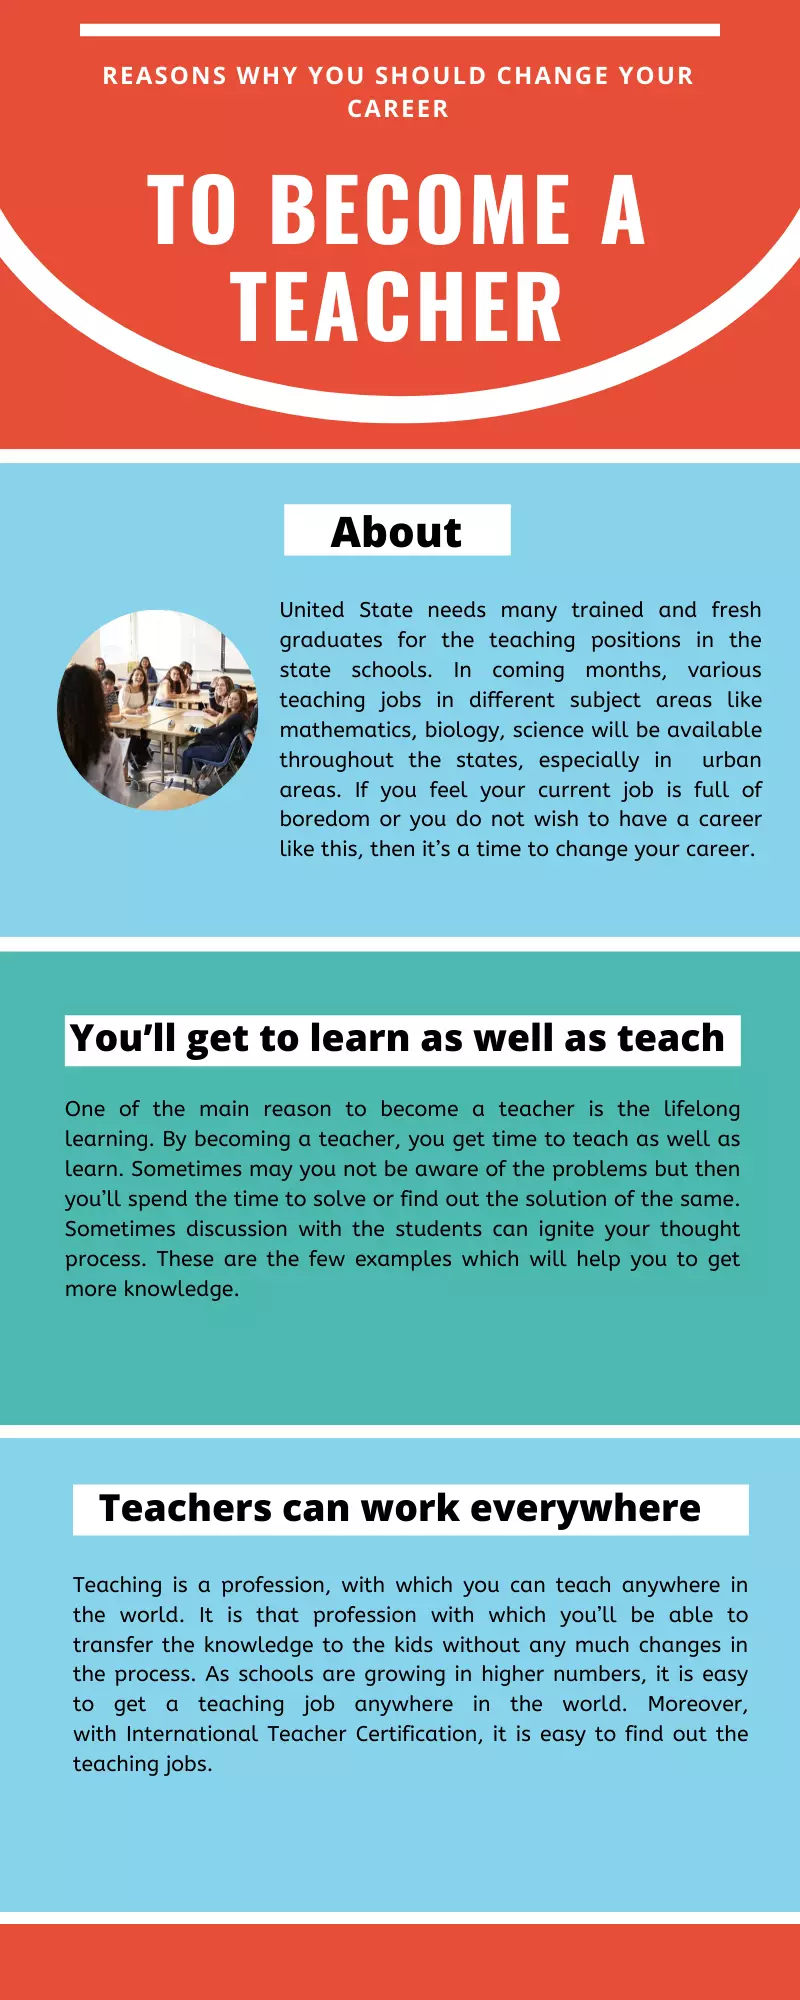 REASONS WHY YOU SHOULD CHANGE YOUR
CAREER
TO BECOME A
TEACHER
About
United State needs many trained and fresh
graduates for the teaching positions in the
state schools. In coming months, various
teaching jobs in different subject areas like
mathematics, biology, science will be available
throughout the states, especially in urban
areas. If you feel your current job is full of
boredom or you do not wish to have a career
like this, then it’s a time to change your career.
You’ll get to learn as well as teach
One of the main reason to become a teacher is the lifelong
learning. By becoming a teacher, you get time to teach as well as
learn. Sometimes may you not be aware of the problems but then
you’ll spend the time to solve or find out the solution of the same.
Sometimes discussion with the students can ignite your thought
process. These are the few examples which will help you to get
more knowledge.
Teachers can work everywhere
Teaching is a profession, with which you can teach anywhere in
the world. It is that profession with which you’ll be able to
transfer the knowledge to the kids without any much changes in
the process. As schools are growing in higher numbers, it is easy
to get a teaching job anywhere in the world. Moreover,
with International Teacher Certification, it is easy to find out the
teaching jobs.